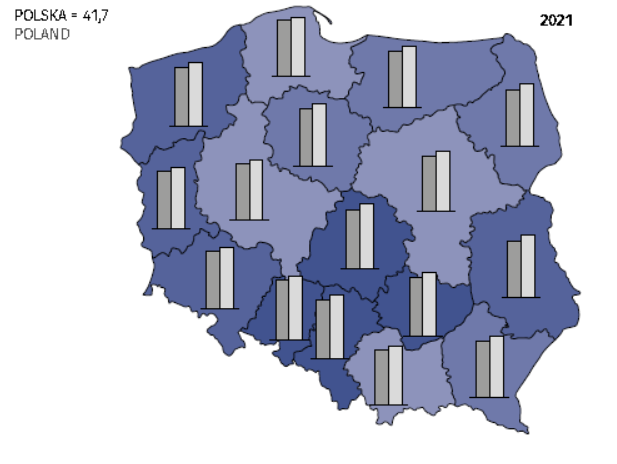 POLSKA = 41,7
POLAND
2021